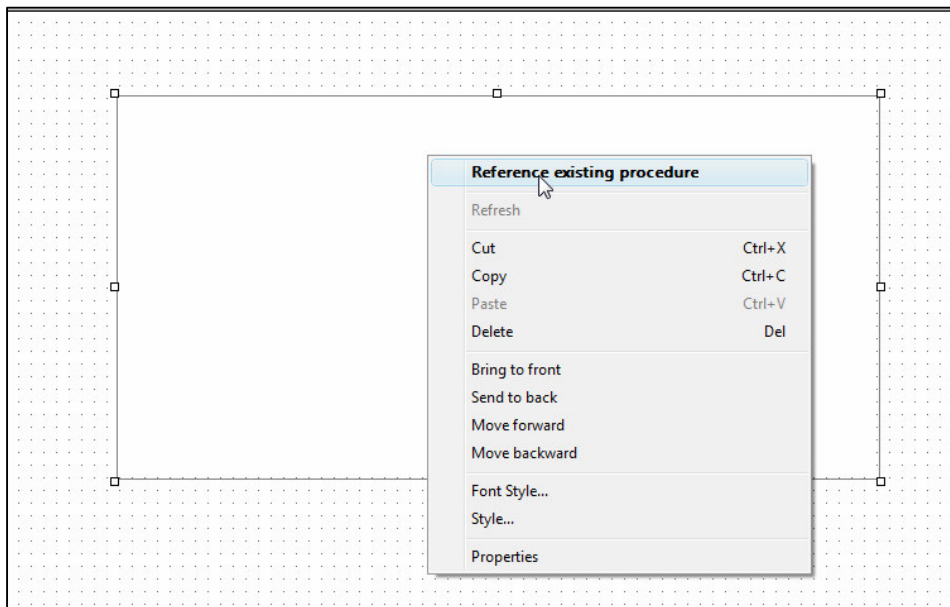 Reference existing procedure
Refresh
Cut Ctrl+X
Copy Ctrl+C
Paste Ctrl+V
Delete Del
Bring to front
Send to back
Move forward
Move backward
Font Style...
Style...
Properties